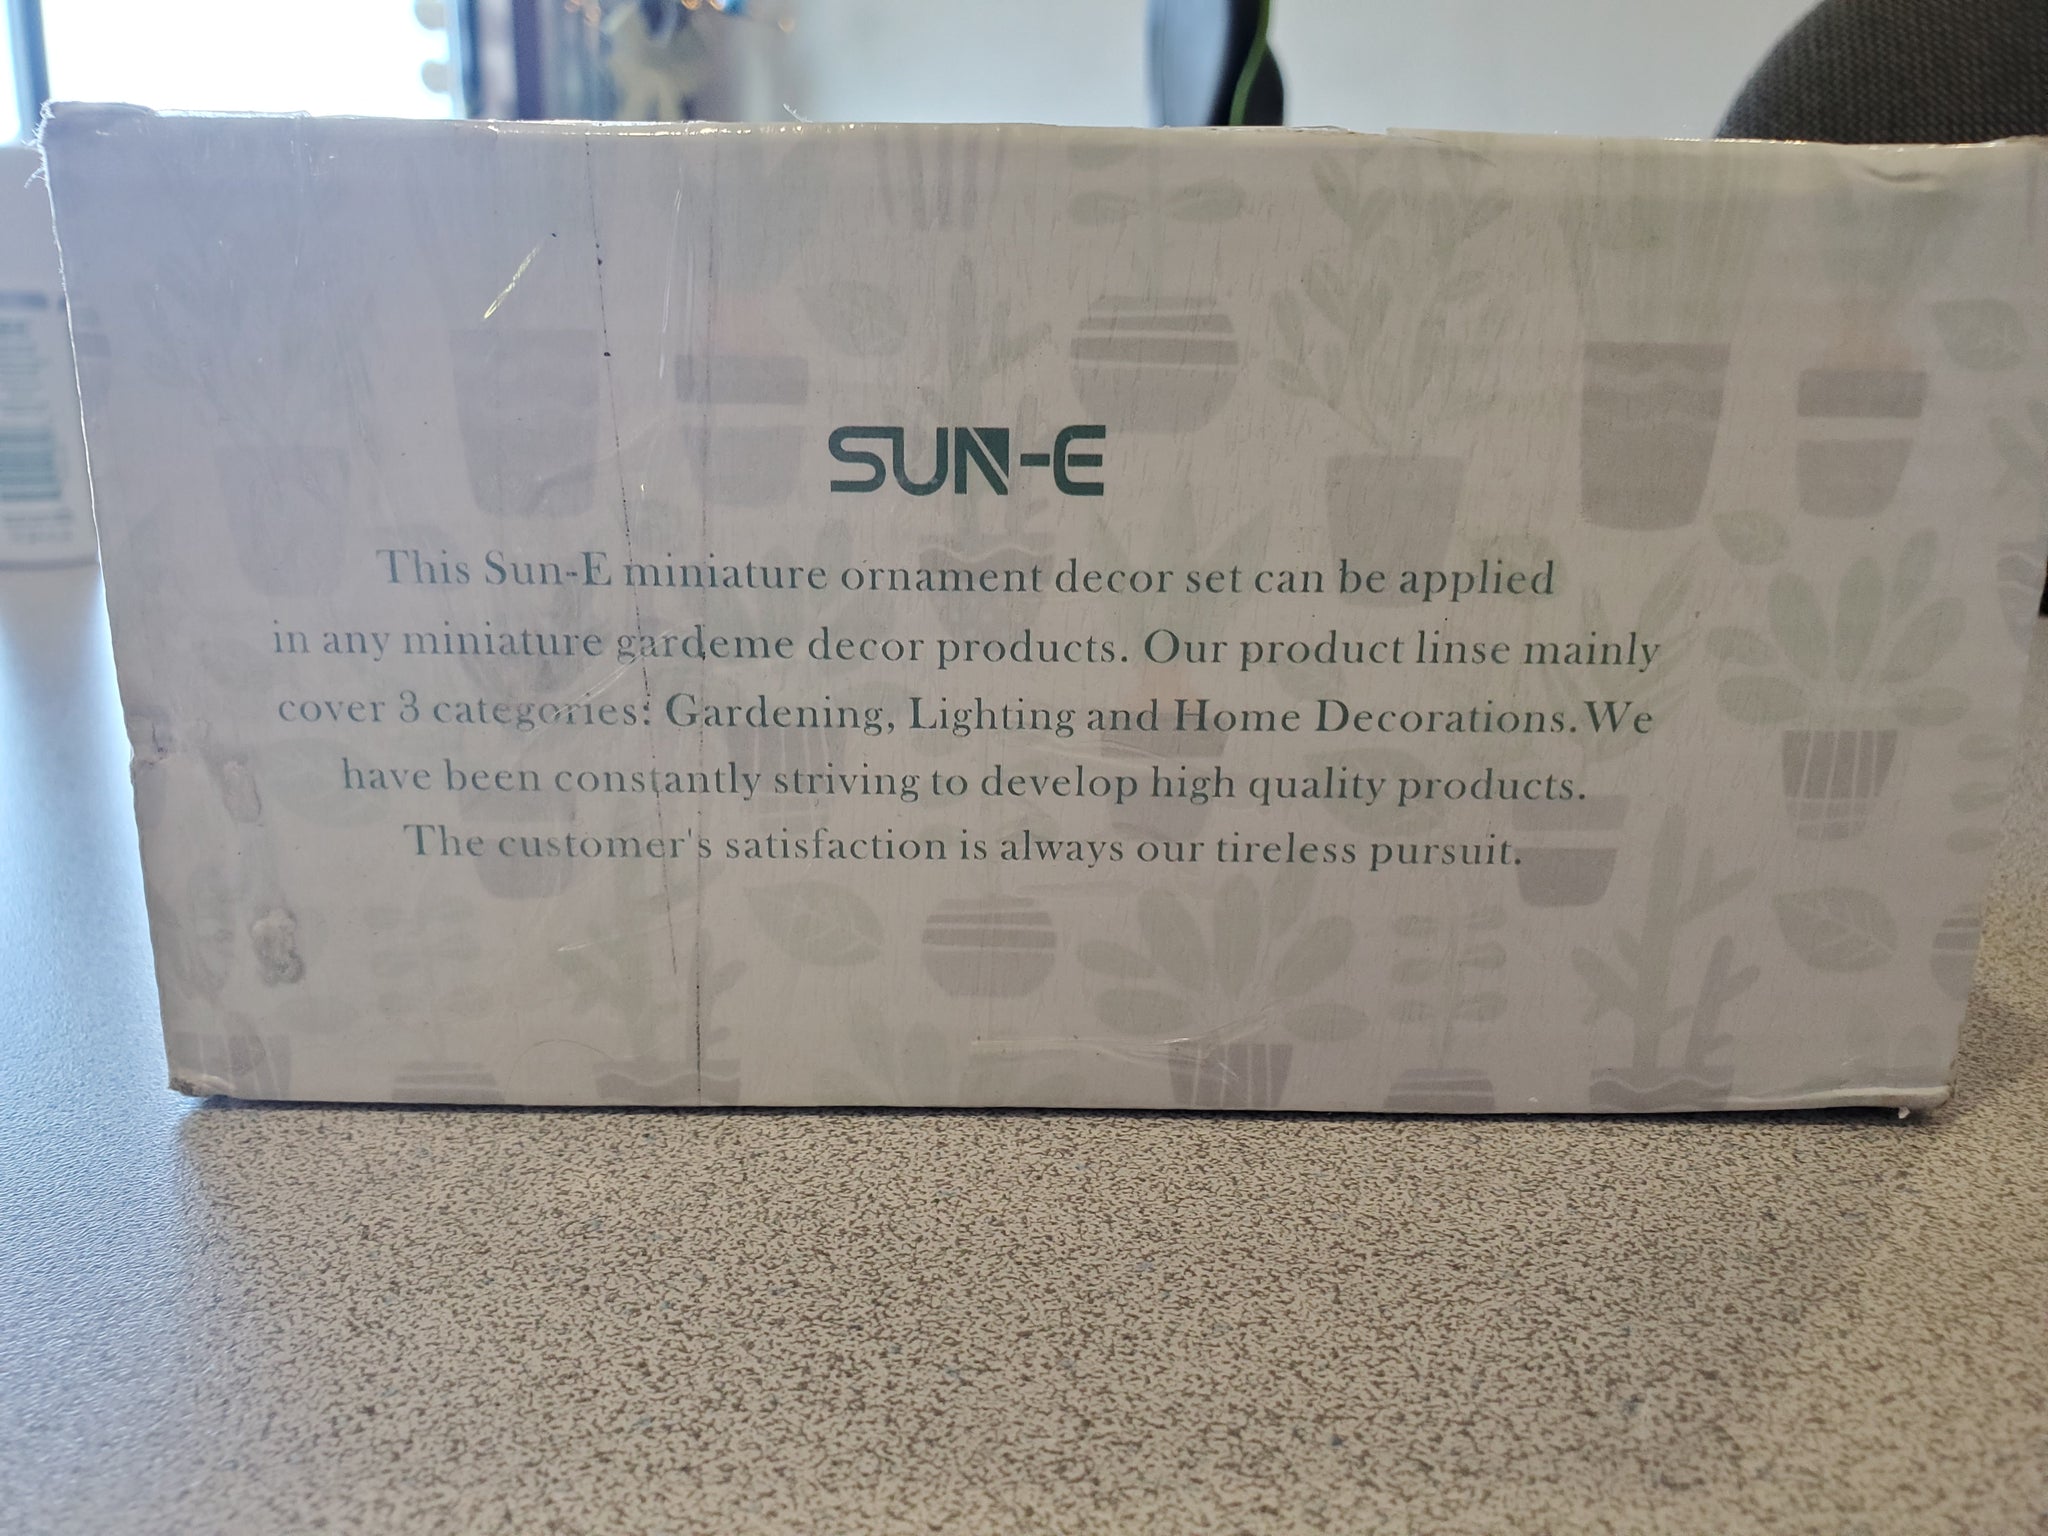 SUN-E
This Sun-E miniature ornament decor set can be applied
in any miniature gardeme decor products. Our product linse mainly
cover 3 categories: Gardening, Lighting and Home Decorations. We
have been constantly striving to develop high quality products.
The customer's satisfaction is always our tireless pursuit.